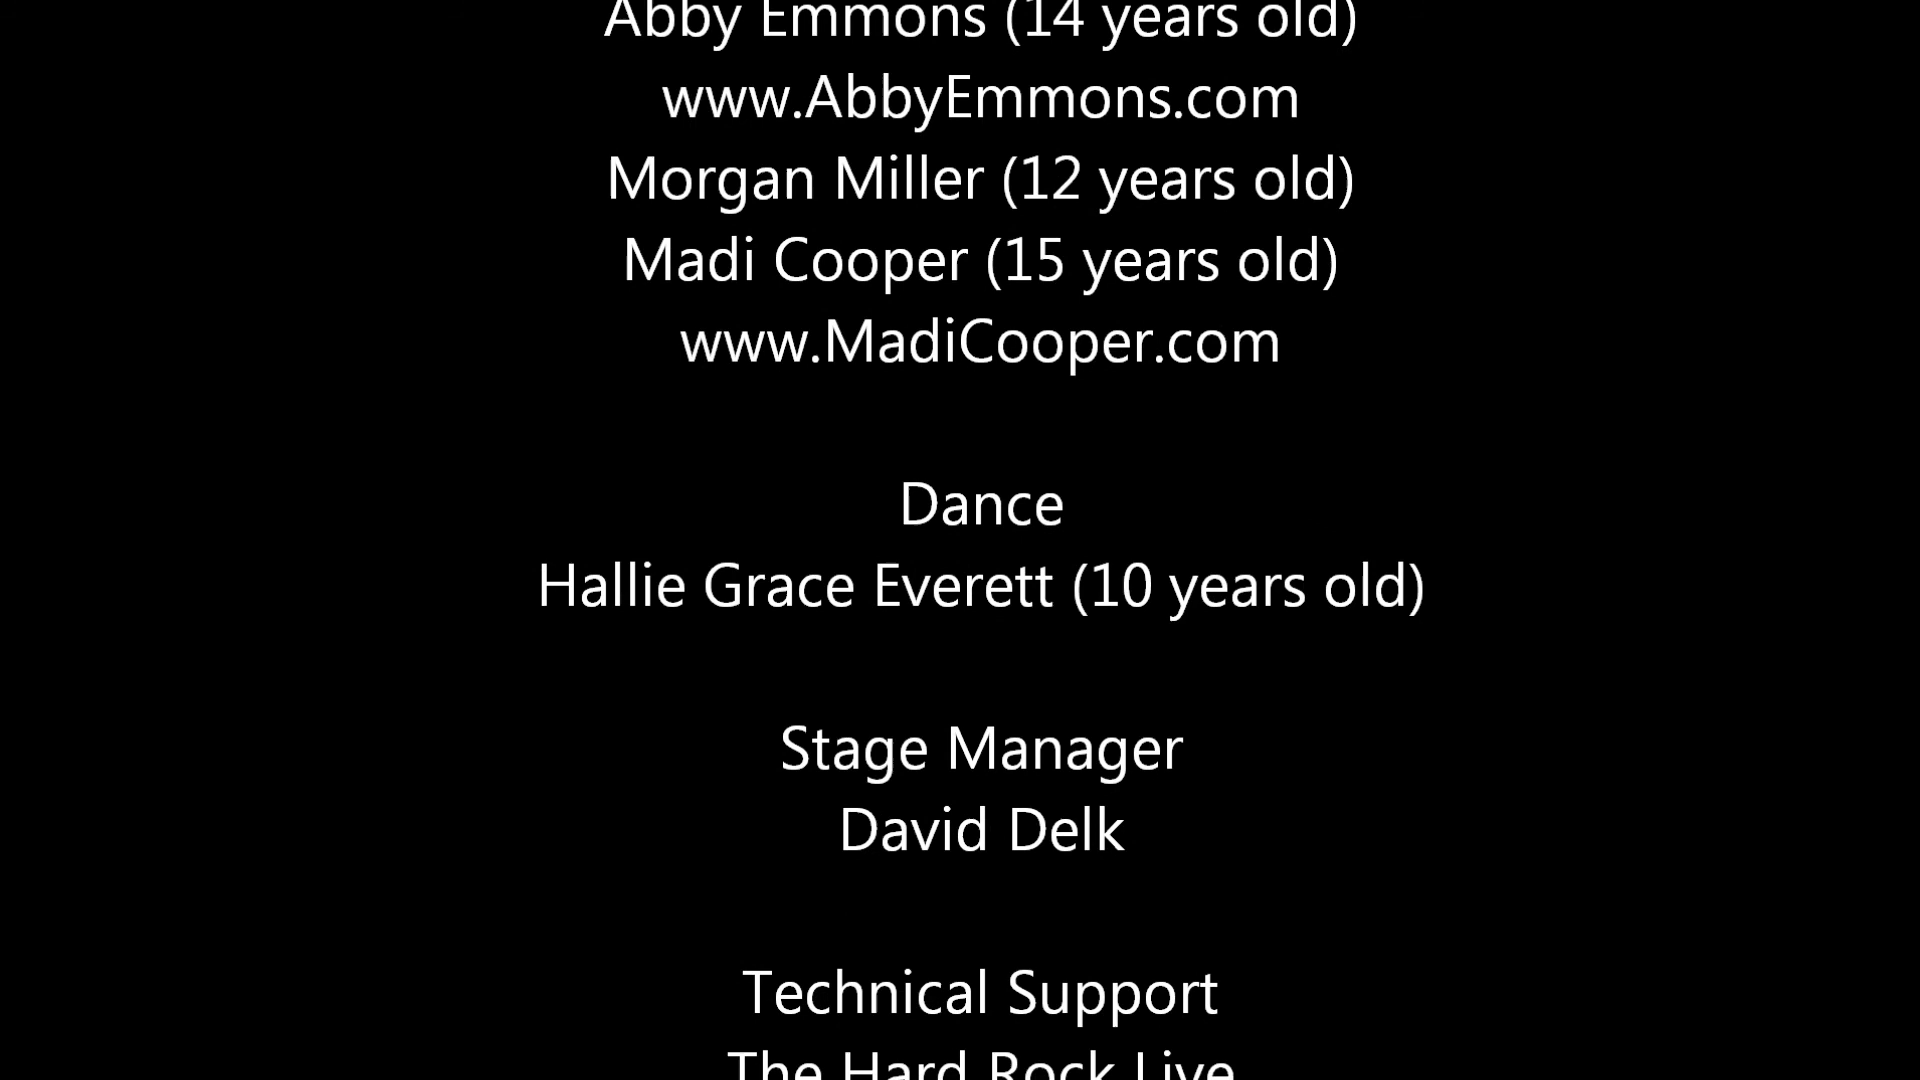 Abby Emmons (14 years old)
www.AbbyEmmons.com
Morgan Miller (12 years old)
Madi Cooper (15 years old)
www.MadiCooper.com
Dance
Hallie Grace Everett (10 years old)
Stage Manager
David Delk
Technical Support
The Hard Rock Live